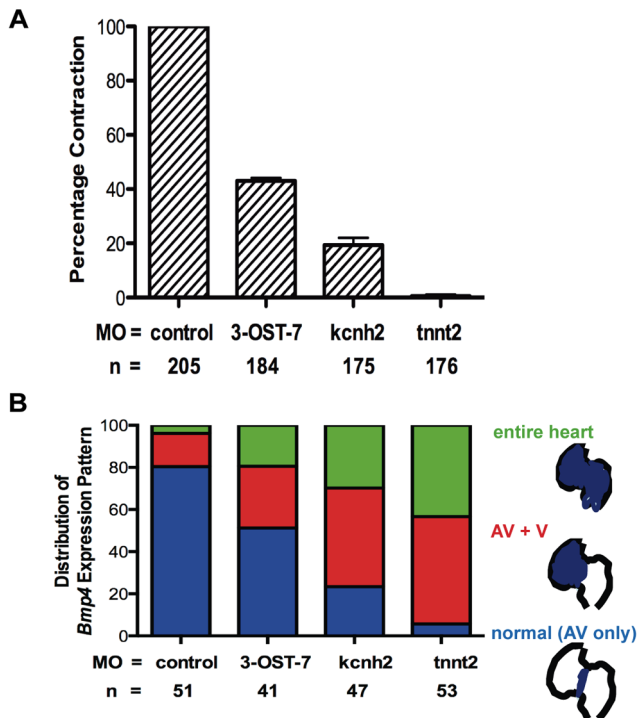 A
Percentage Contraction
100
80
60
40
20
0
MO = control 3-OST-7 kcnh2 tnnt2
n = 205 184 175 176
B
Distribution of
Bmp4 Expression Pattern
100
80
60
40
20
0
MO = control 3-OST-7 kcnh2 tnnt2
n = 51 41 47 53
entire heart
AV + V
normal (AV only)